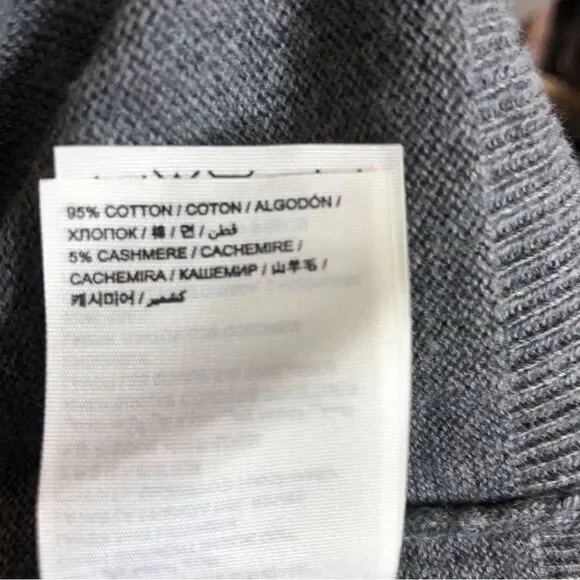 95% COTTON / COTON / ALGODÓN /
ХЛОПОК / 棉 / 면 / قطن /
5% CASHMERE / CACHEMIRE /
CACHEMIRA / КАШЕМИР / 山羊毛 /
캐시미어 / كشمير